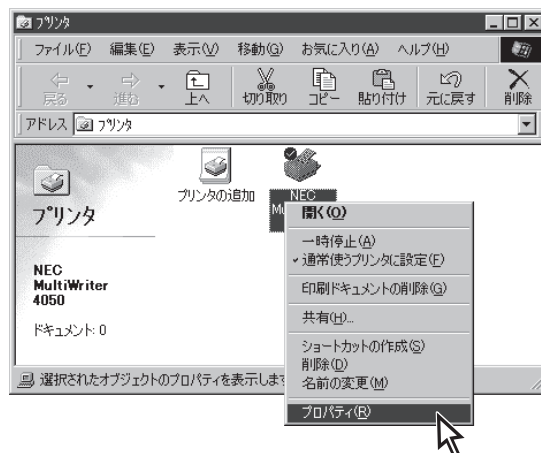 プリンタ
ファイル(F) 編集(E) 表示(V) 移動(G) お気に入り(A) ヘルプ(H)
戻る 進む 上へ 切り取り コピー 貼り付け 元に戻す 削除
アドレス プリンタ
プリンタの追加
NEC
Mu
プリンタ
NEC
MultiWriter
4050
ドキュメント: 0
開く(O)
一時停止(A)
通常使うプリンタに設定(F)
印刷ドキュメントの削除(G)
共有(H)...
ショートカットの作成(S)
削除(D)
名前の変更(M)
プロパティ(R)
選択されたオブジェクトのプロパティを表示しま